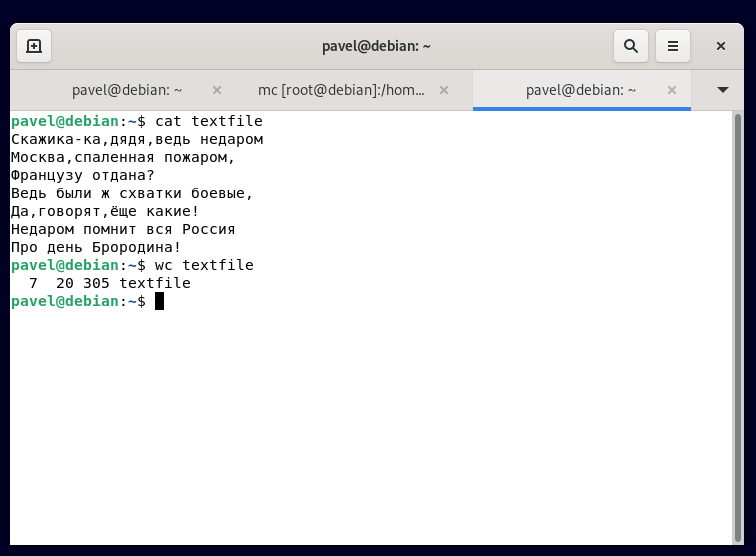 pavel@debian: ~
pavel@debian: ~
mc [root@debian]:/hom...
pavel@debian: ~
pavel@debian:~$ cat textfile
Скажика-ка,дядя,ведь недаром
Москва,спаленная пожаром,
Французу отдана?
Ведь были ж схватки боевые,
Да,говорят,ёще какие!
Недаром помнит вся Россия
Про день Брородина!
pavel@debian:~$ wc textfile
7 20 305 textfile
pavel@debian:~$